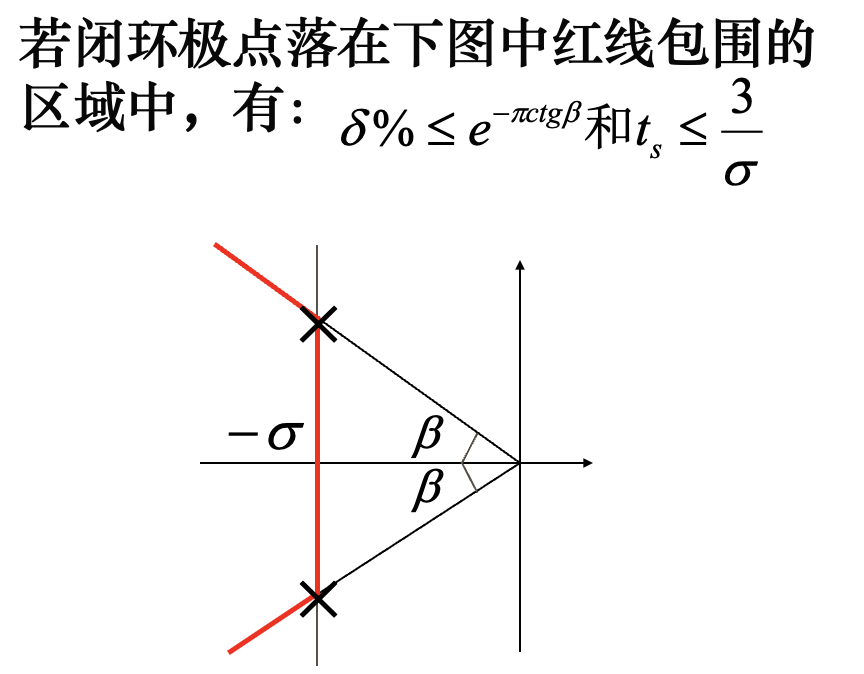 若闭环极点落在下图中红线包围的
区域中，有：δ% ≤ e^{-πctgβ}和t_s ≤ 3/σ
-σ
β
β